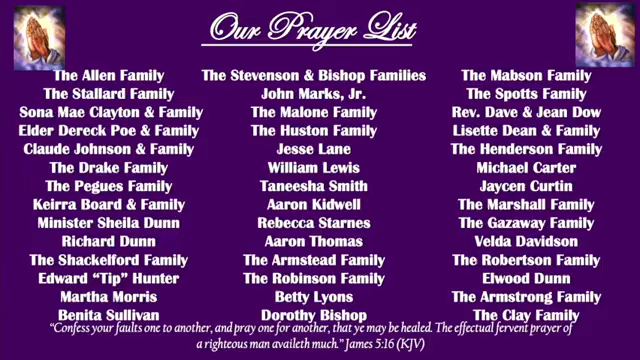 Our Prayer List
The Allen Family
The Stallard Family
Sona Mae Clayton & Family
Elder Dereck Poe & Family
Claude Johnson & Family
The Drake Family
The Pegues Family
Keirra Board & Family
Minister Sheila Dunn
Richard Dunn
The Shackelford Family
Edward “Tip” Hunter
Martha Morris
Benita Sullivan
The Stevenson & Bishop Families
John Marks, Jr.
The Malone Family
The Huston Family
Jesse Lane
William Lewis
Taneesha Smith
Aaron Kidwell
Rebecca Starnes
Aaron Thomas
The Armstead Family
The Robinson Family
Betty Lyons
Dorothy Bishop
The Mabson Family
The Spotts Family
Rev. Dave & Jean Dow
Lisette Dean & Family
The Henderson Family
Michael Carter
Jaycen Curtin
The Marshall Family
The Gazaway Family
Velda Davidson
The Robertson Family
Elwood Dunn
The Armstrong Family
The Clay Family
“Confess your faults one to another, and pray one for another, that ye may be healed. The effectual fervent prayer of
a righteous man availeth much.” James 5:16 (KJV)